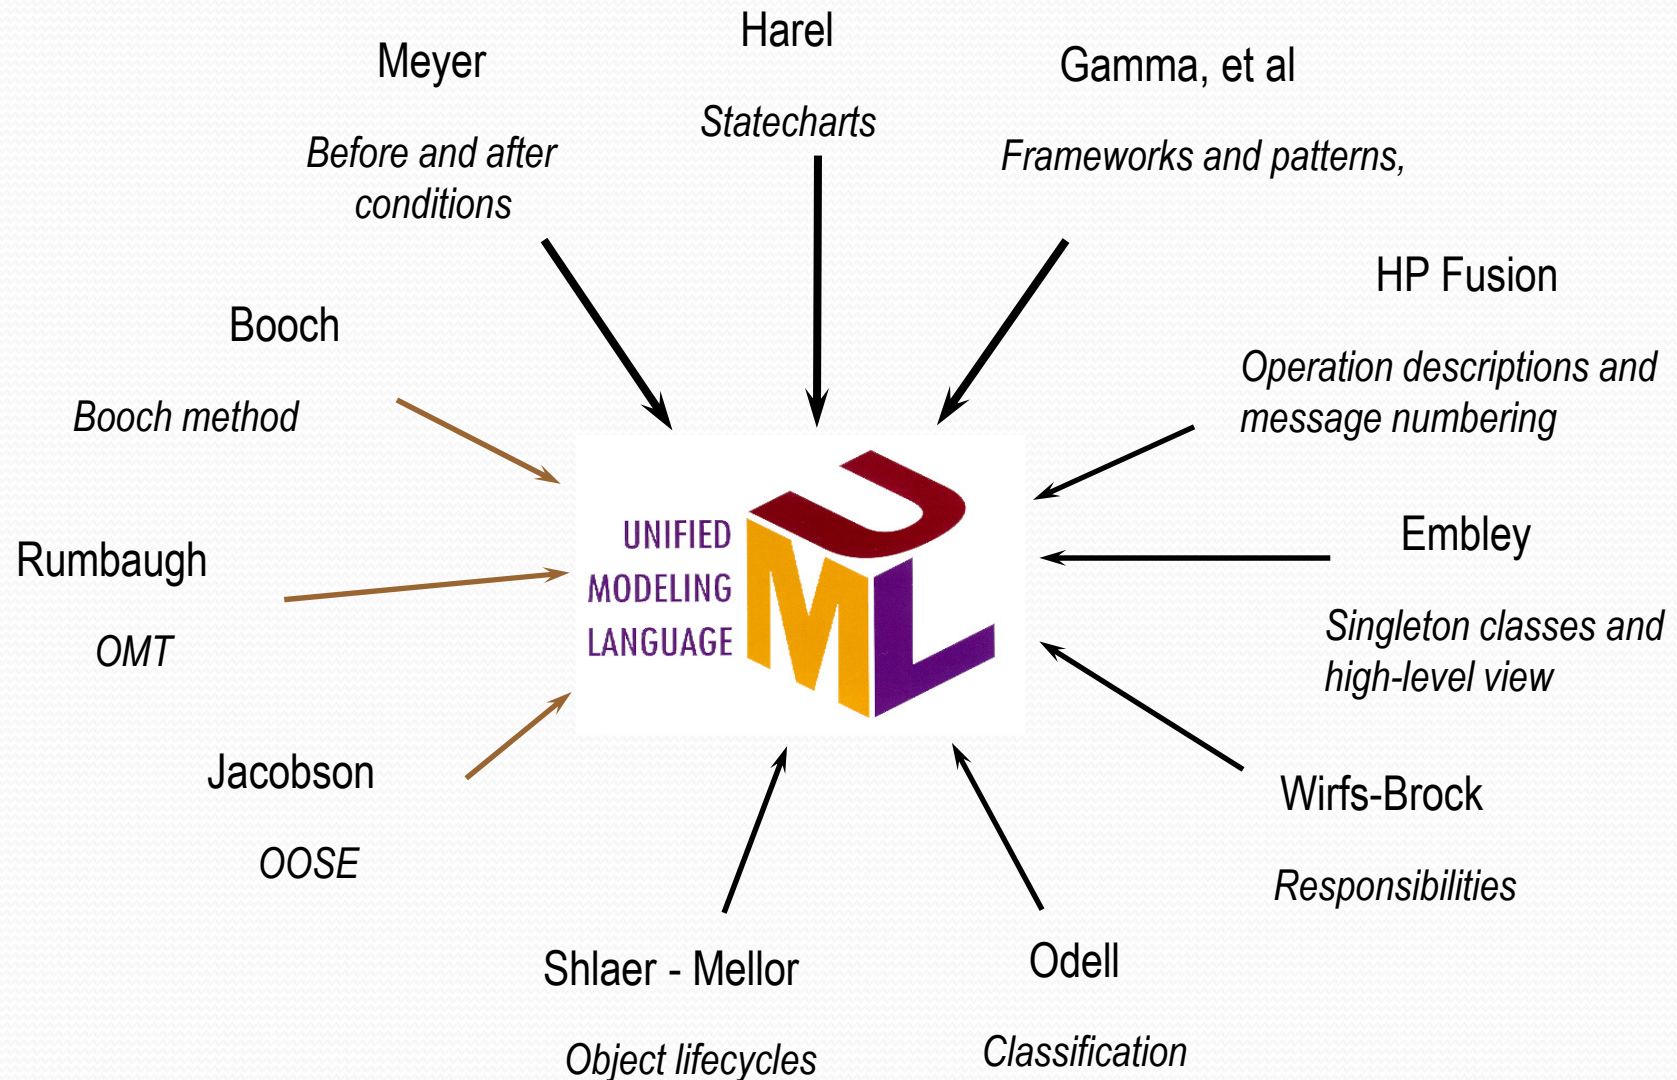 Harel
Statecharts
Meyer
Before and after
conditions
Gamma, et al
Frameworks and patterns,
HP Fusion
Operation descriptions and
message numbering
Booch
Booch method
Rumbaugh
OMT
UNIFIED
MODELING
LANGUAGE
UML
Embley
Singleton classes and
high-level view
Jacobson
OOSE
Wirfs-Brock
Responsibilities
Shlaer - Mellor
Object lifecycles
Odell
Classification